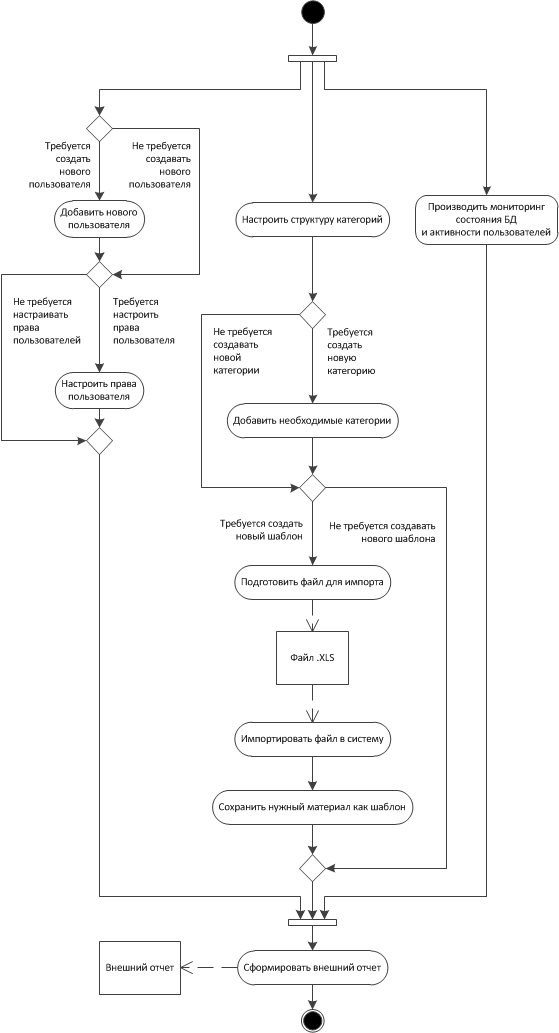 Требуется
создать
нового
пользователя
Не требуется
создавать
нового
пользователя
Добавить нового
пользователя
Настроить структуру категорий
Производить мониторинг
состояния БД
и активности пользователей
Не требуется
настраивать
права
пользователей
Требуется
настроить
права
пользователя
Не требуется
создавать
новой
категории
Требуется
создать
новую
категорию
Настроить права
пользователя
Добавить необходимые категории
Требуется создать
новый шаблон
Не требуется создавать
нового шаблона
Подготовить файл для импорта
Файл .XLS
Импортировать файл в систему
Сохранить нужный материал как шаблон
Внешний отчет
Сформировать внешний отчет